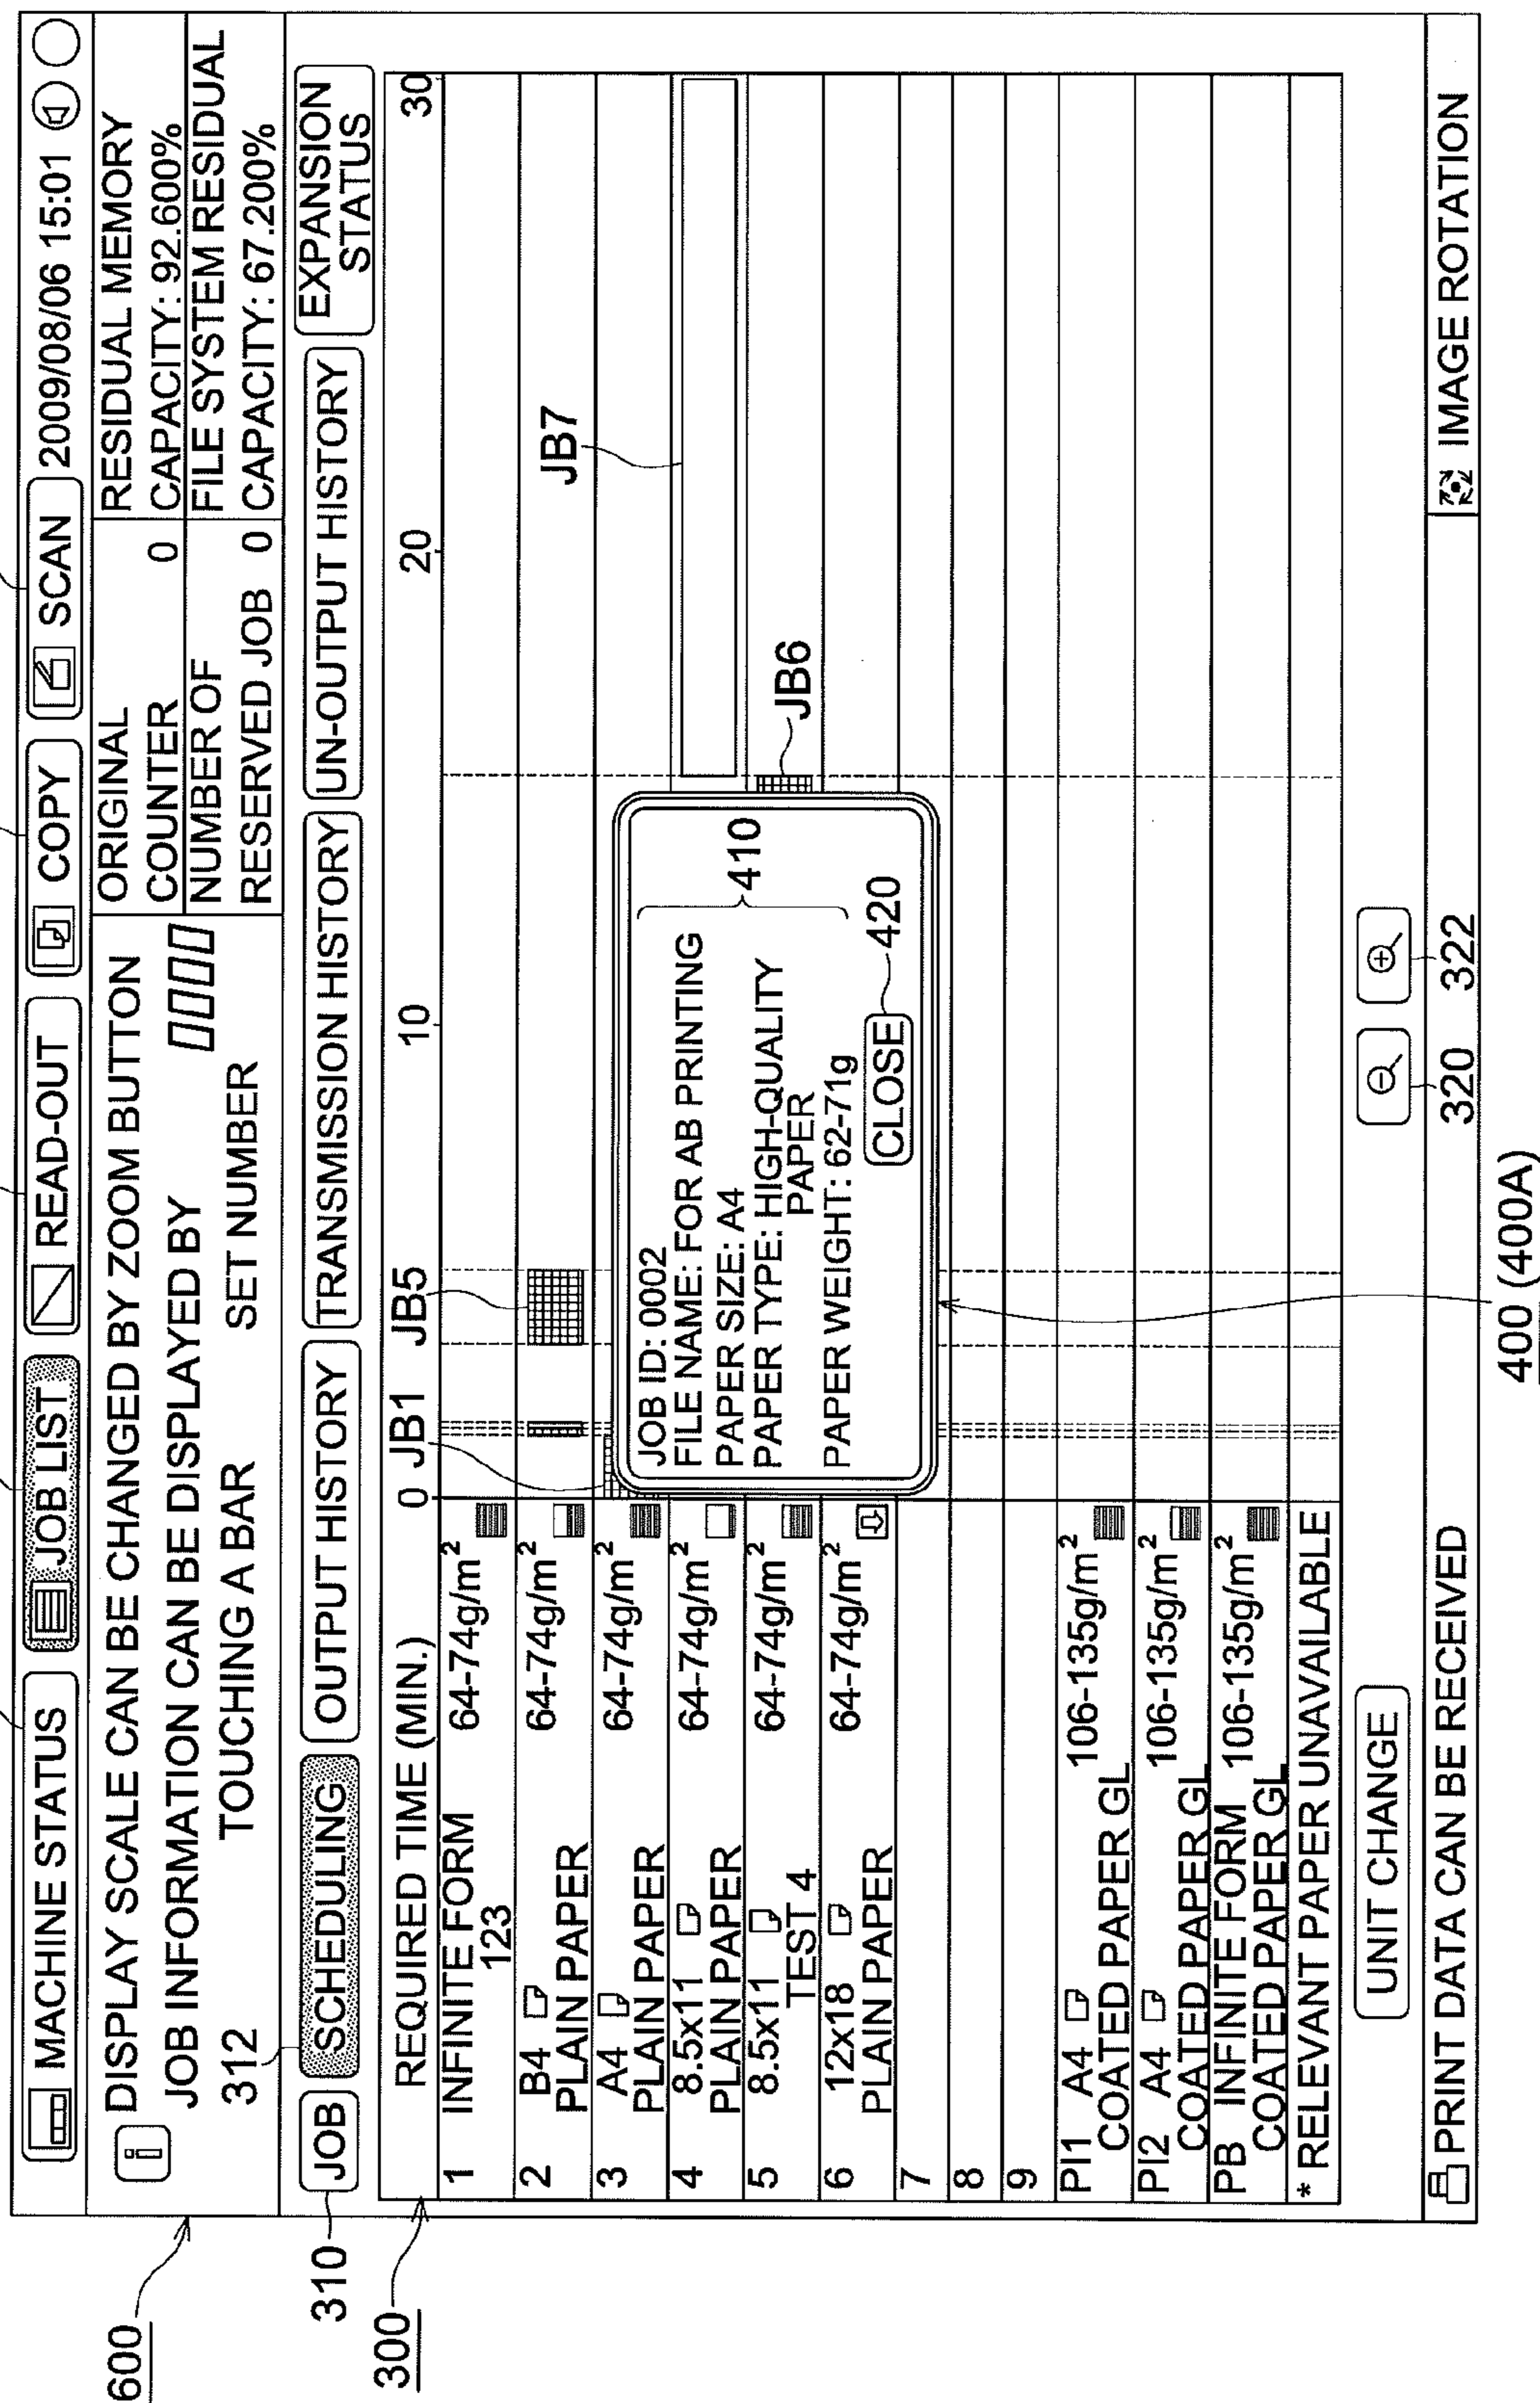 600
MACHINE STATUS
JOB LIST
READ-OUT
COPY
SCAN
2009/08/06 15:01
i
DISPLAY SCALE CAN BE CHANGED BY ZOOM BUTTON
JOB INFORMATION CAN BE DISPLAYED BY
TOUCHING A BAR
SET NUMBER
ORIGINAL
COUNTER 0
NUMBER OF
RESERVED JOB 0
RESIDUAL MEMORY
CAPACITY: 92.600%
FILE SYSTEM RESIDUAL
CAPACITY: 67.200%
312
310
JOB
SCHEDULING
OUTPUT HISTORY
TRANSMISSION HISTORY
UN-OUTPUT HISTORY
EXPANSION
STATUS
300
REQUIRED TIME (MIN.)
0 JB1 JB5 10 20 30
1 INFINITE FORM 64-74g/m²
123
2 B4 64-74g/m²
PLAIN PAPER
3 A4 64-74g/m²
PLAIN PAPER
4 8.5x11 64-74g/m²
PLAIN PAPER
5 8.5x11 64-74g/m²
TEST 4
6 12x18 64-74g/m²
PLAIN PAPER
7
8
9
PI1 A4 106-135g/m²
COATED PAPER GL
PI2 A4 106-135g/m²
COATED PAPER GL
PB INFINITE FORM 106-135g/m²
COATED PAPER GL
* RELEVANT PAPER UNAVAILABLE
JB7
JB6
JOB ID: 0002
FILE NAME: FOR AB PRINTING
PAPER SIZE: A4
PAPER TYPE: HIGH-QUALITY
PAPER
PAPER WEIGHT: 62-71g
410
CLOSE
420
UNIT CHANGE
320
322
PRINT DATA CAN BE RECEIVED
IMAGE ROTATION
400 (400A)